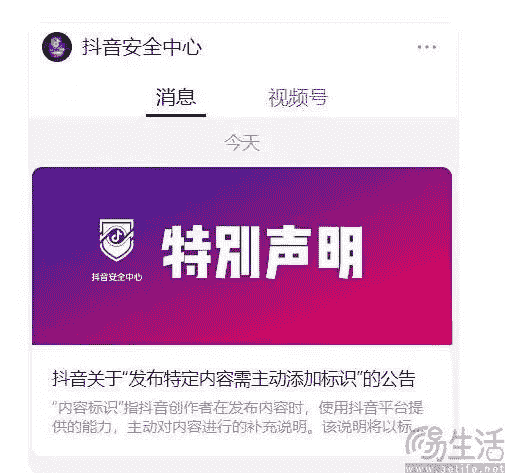 抖音安全中心
消息
视频号
今天
抖音安全中心
特别声明
抖音关于“发布特定内容需主动添加标识”的公告
“内容标识”指抖音创作者在发布内容时，使用抖音平台提
供的能力，主动对内容进行的补充说明。该说明将以标...
易生活
www.3elife.net